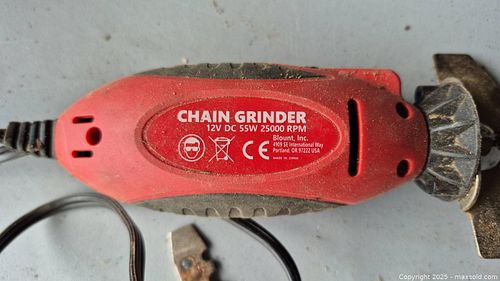 CHAIN GRINDER
12V DC 55W 25000 RPM
Blount, Inc.
4909 SE International Way
Portland, OR 97222 USA
CE
MADE IN CHINA
Copyright © 2025 - maxsold.com